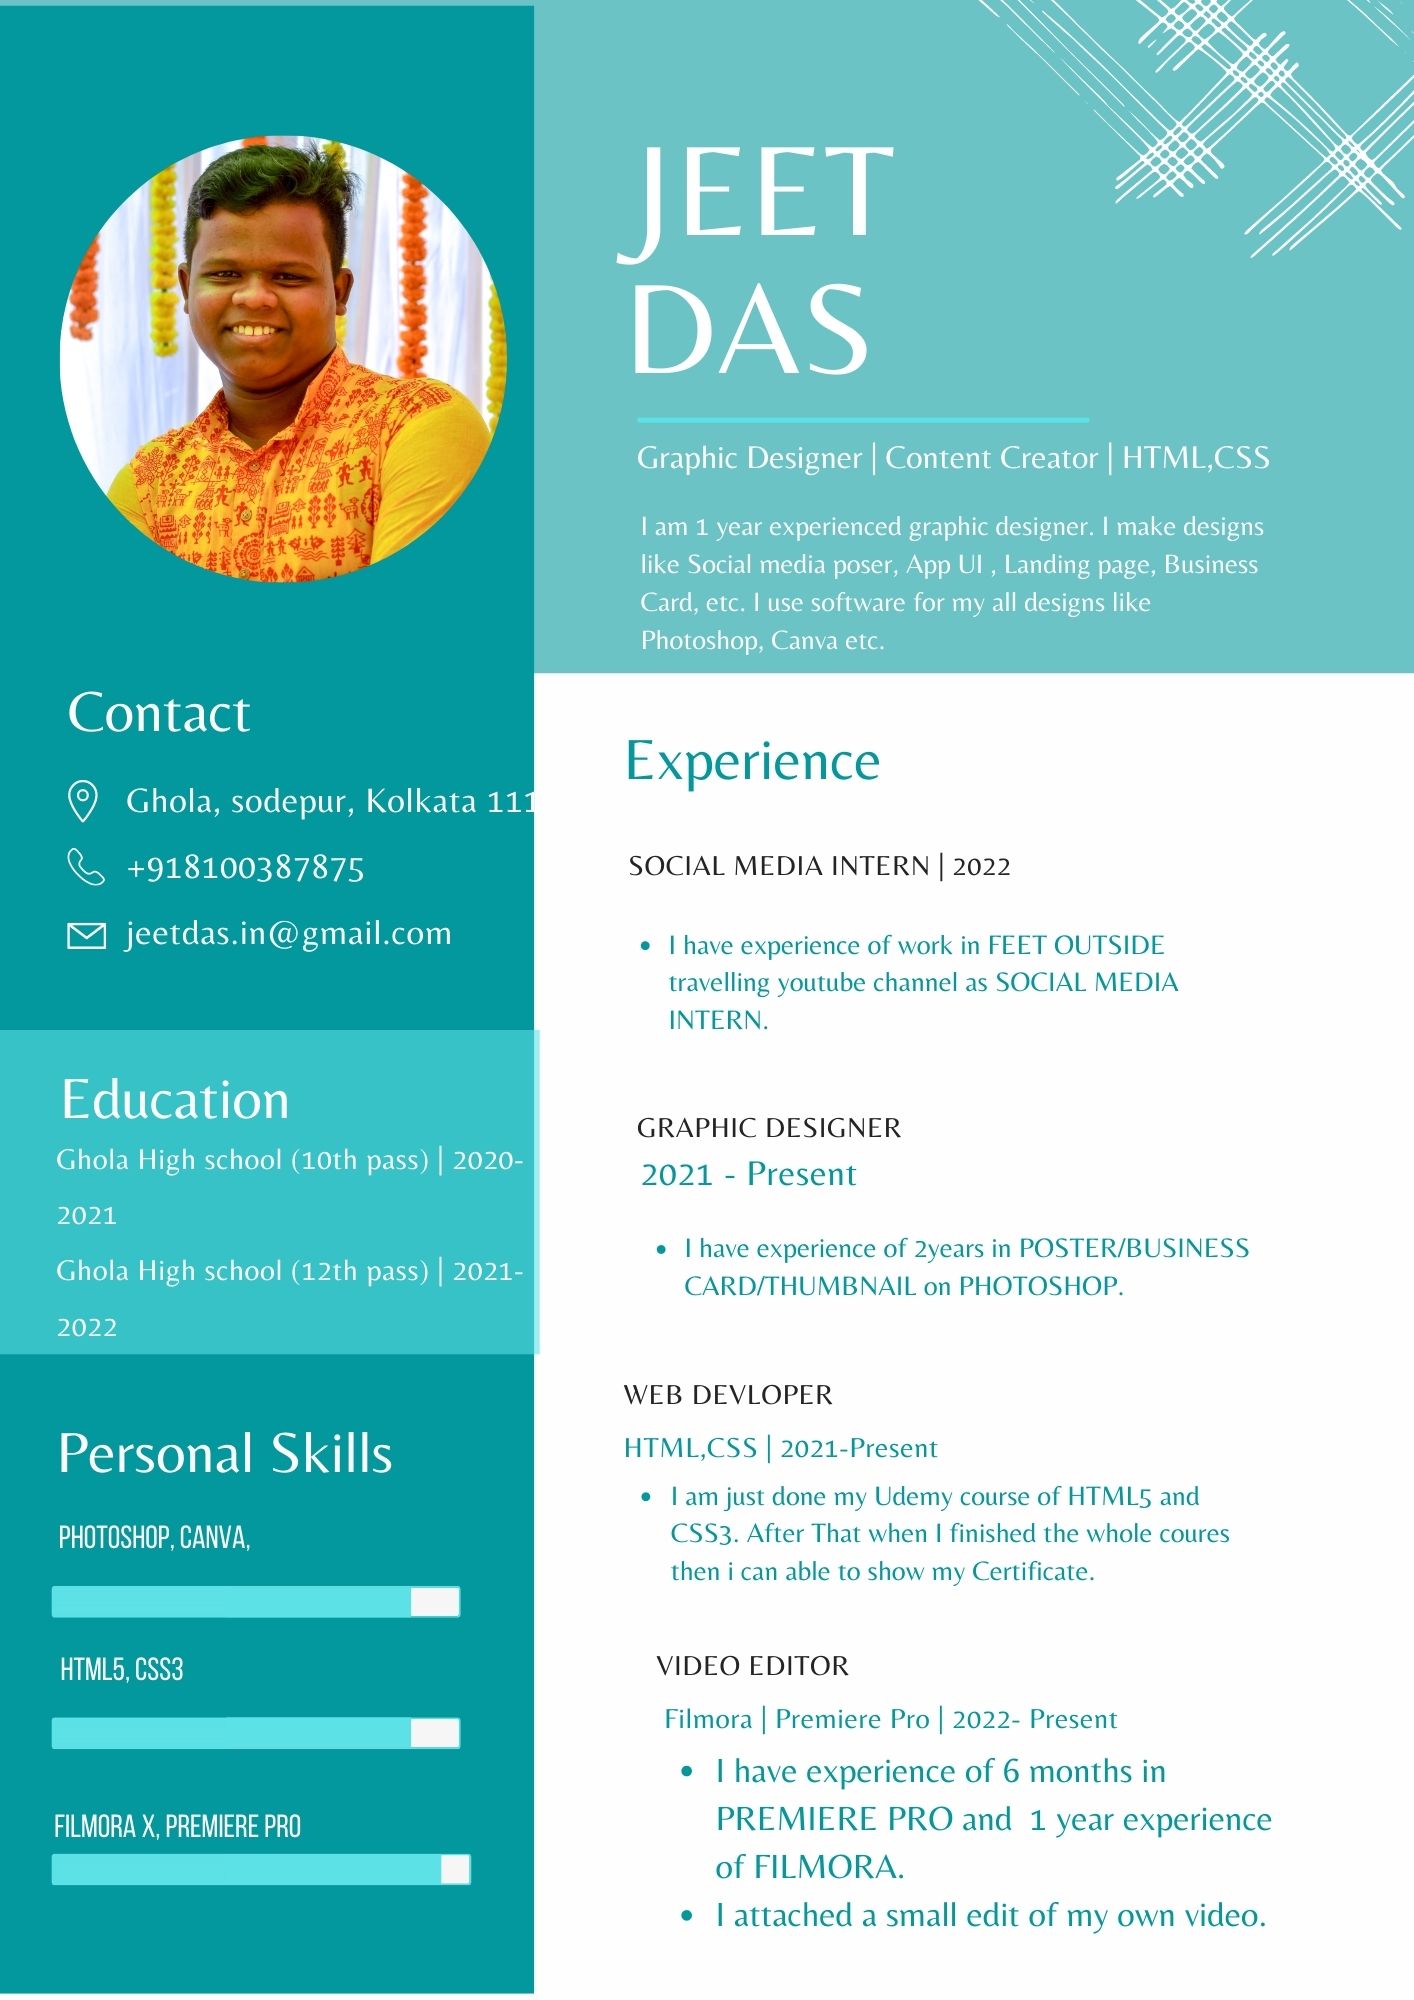 JEET
DAS
Graphic Designer | Content Creator | HTML,CSS
I am 1 year experienced graphic designer. I make designs
like Social media poser, App UI , Landing page, Business
Card, etc. I use software for my all designs like
Photoshop, Canva etc.
Contact
Ghola, sodepur, Kolkata 111
+918100387875
jeetdas.in@gmail.com
Education
Ghola High school (10th pass) | 2020-
2021
Ghola High school (12th pass) | 2021-
2022
Personal Skills
PHOTOSHOP, CANVA,
HTML5, CSS3
FILMORA X, PREMIERE PRO
Experience
SOCIAL MEDIA INTERN | 2022
• I have experience of work in FEET OUTSIDE
travelling youtube channel as SOCIAL MEDIA
INTERN.
GRAPHIC DESIGNER
2021 - Present
• I have experience of 2years in POSTER/BUSINESS
CARD/THUMBNAIL on PHOTOSHOP.
WEB DEVLOPER
HTML,CSS | 2021-Present
• I am just done my Udemy course of HTML5 and
CSS3. After That when I finished the whole coures
then i can able to show my Certificate.
VIDEO EDITOR
Filmora | Premiere Pro | 2022- Present
• I have experience of 6 months in
PREMIERE PRO and 1 year experience
of FILMORA.
• I attached a small edit of my own video.